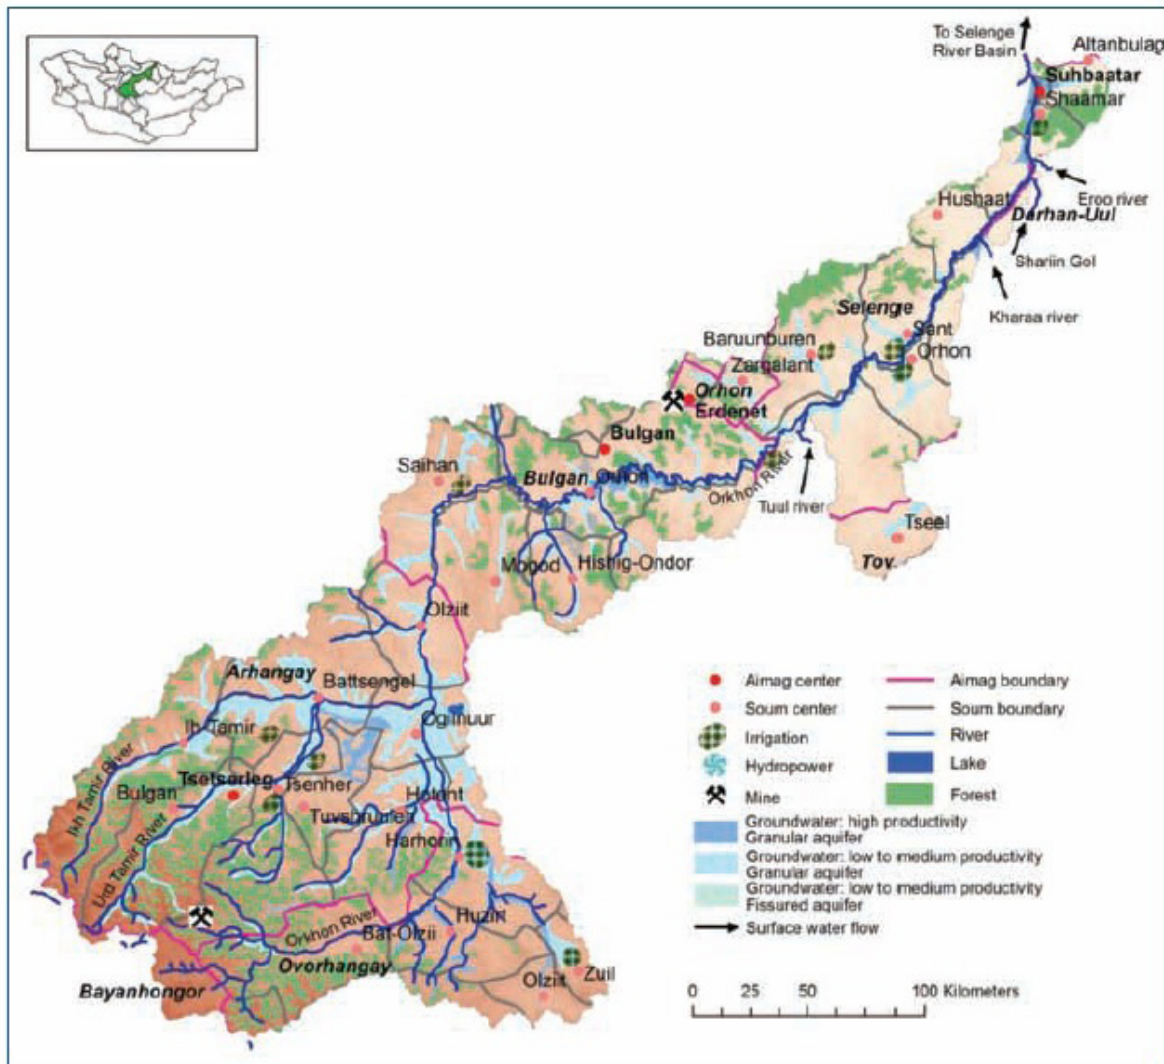 To Selenge
River Basin
Altanbulag
Suhbaatar
Shaamar
Eroo river
Hushaat
Darhan-Uul
Shariin Gol
Kharaa river
Selenge
Sant
Orhon
Baruunburen
Zargalant
Orhon
Erdenet
Bulgan
Saihan
Bulgan
Orhon
Orkhon River
Tuul river
Tseel
Tov.
Mogod
Hishig-Ondor
Olziit
Arhangay
Battsengel
Ogiinuur
Ih-Tamir
Ikh Tamir River
Tsetserleg
Tsenher
Bulgan
Tuvshruuleh
Hotont
Urd Tamir River
Harhorin
Orkhon River
Bat-Olzii
Huzirt
Ovorhangay
Olziit
Zuil
Bayanhongor
Aimag center
Soum center
Irrigation
Hydropower
Mine
Aimag boundary
Soum boundary
River
Lake
Forest
Groundwater: high productivity
Granular aquifer
Groundwater: low to medium productivity
Granular aquifer
Groundwater: low to medium productivity
Fissured aquifer
Surface water flow
0 25 50 100 Kilometers